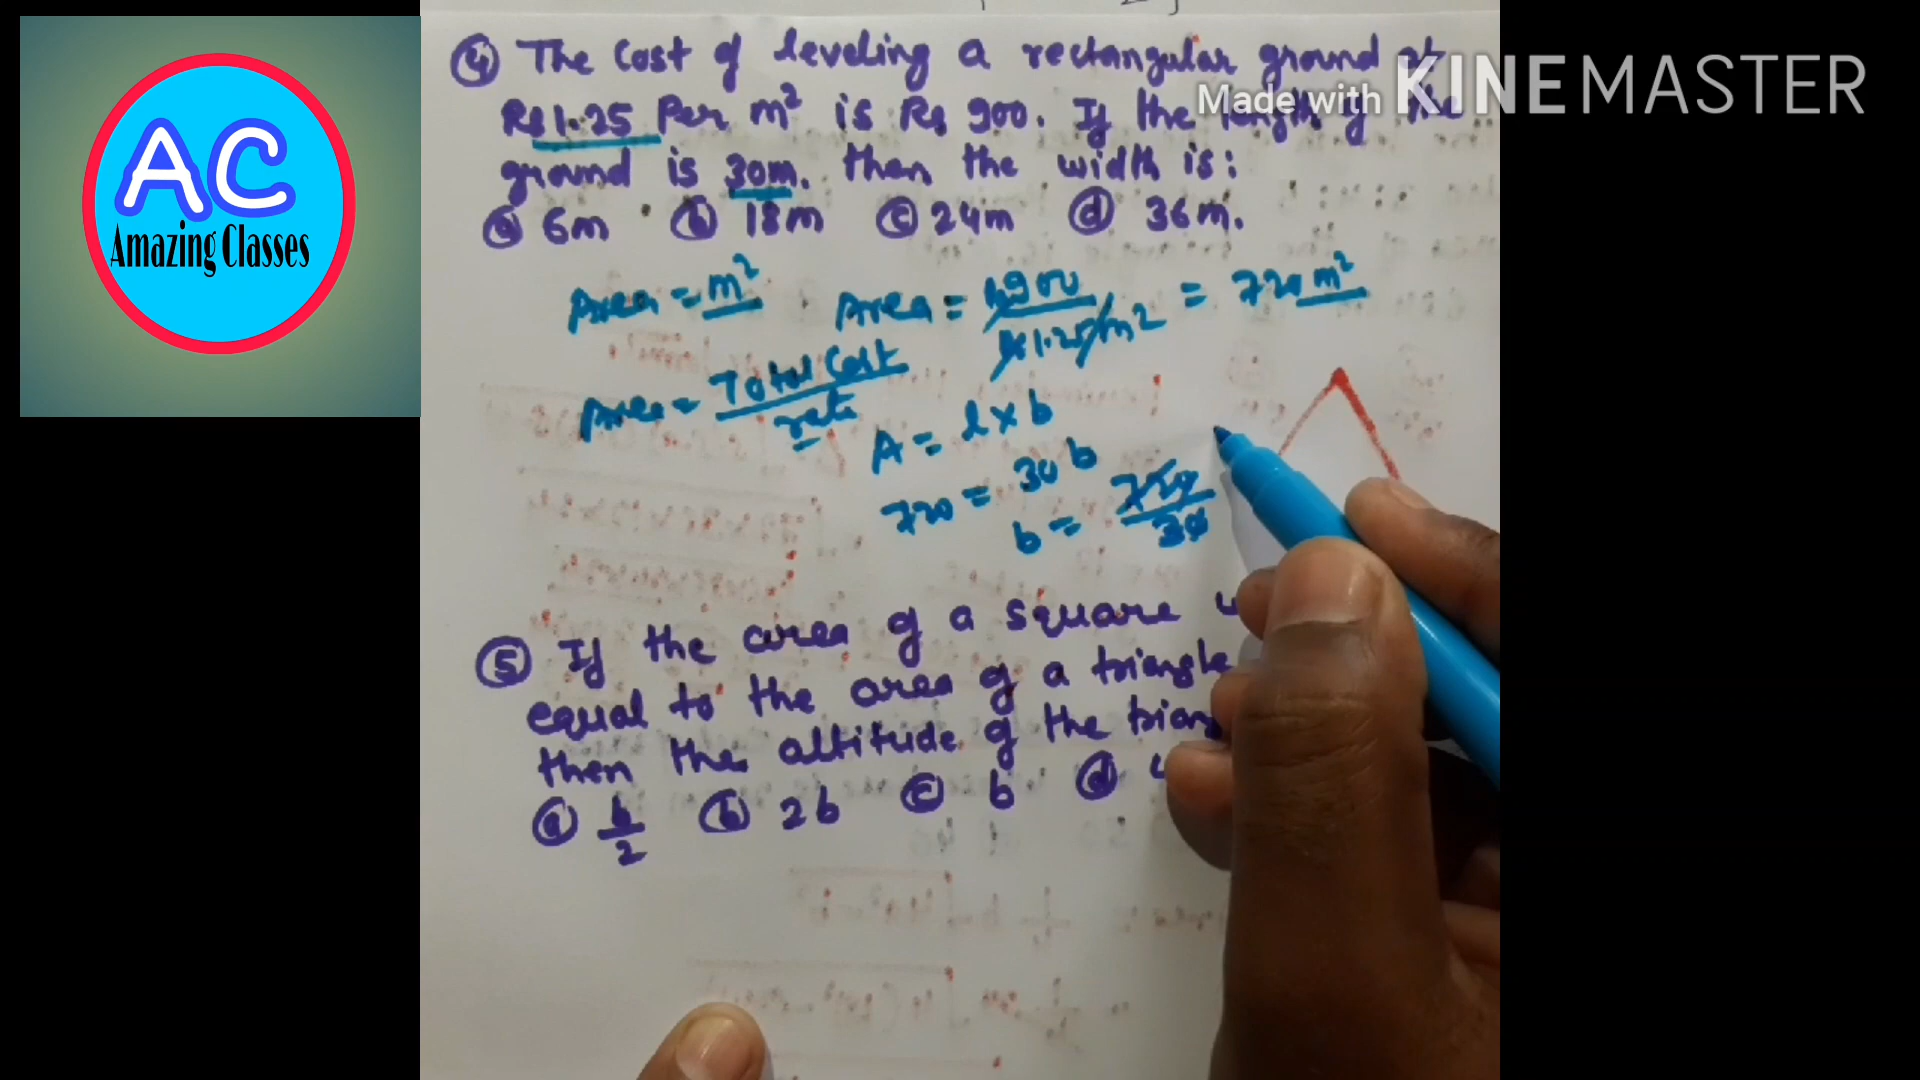 AC
Amazing Classes
Made with KINEMASTER
④ The cost of leveling a rectangular ground at
Rs 1.25 Per m² is Rs 900. If the length of the
ground is 30m. then the width is:
ⓐ 6m ⓑ 18m ⓒ 24m ⓓ 36m.
Area = m²
Area = Rs 900 / Rs 1.25/m² = 720 m²
Area = Total Cost / rate
A = l × b
720 = 30 b
b = 720 / 30
⑤ If the area of a square
equal to the area of a triangle
then the altitude of the
ⓐ b/2 ⓑ 2b ⓒ b ⓓ